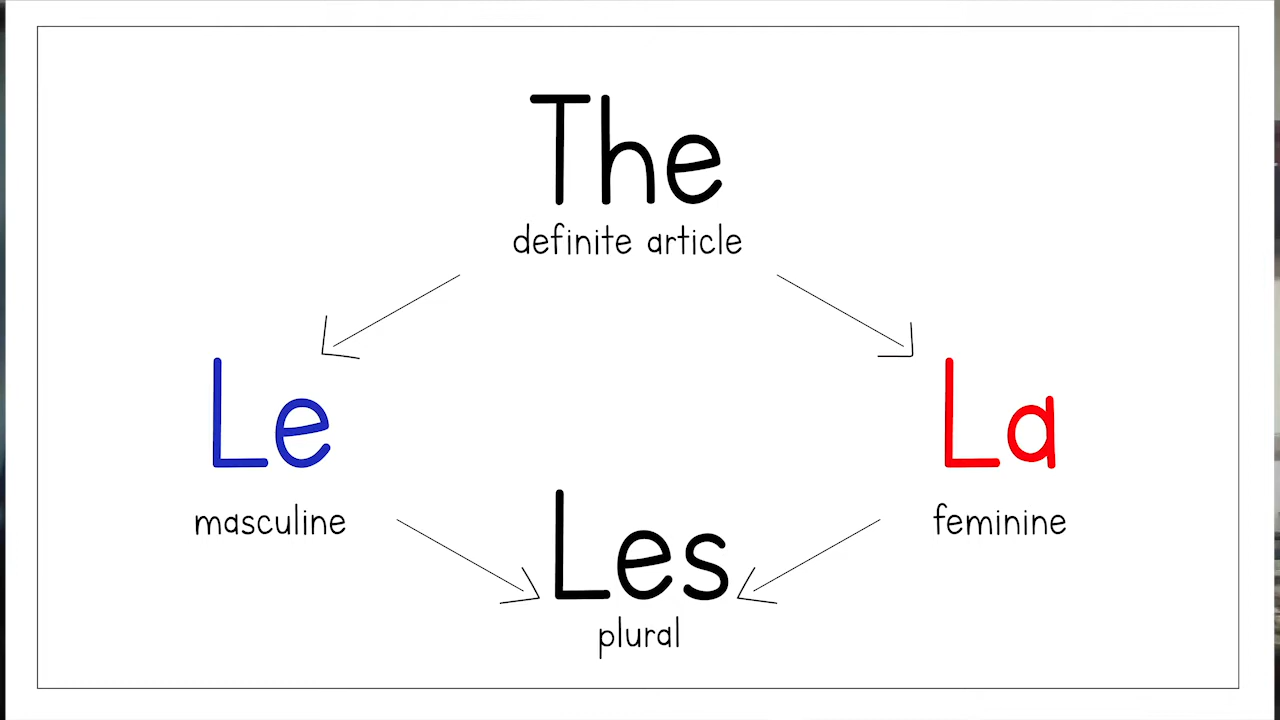 The
definite article
Le
La
masculine
feminine
Les
plural